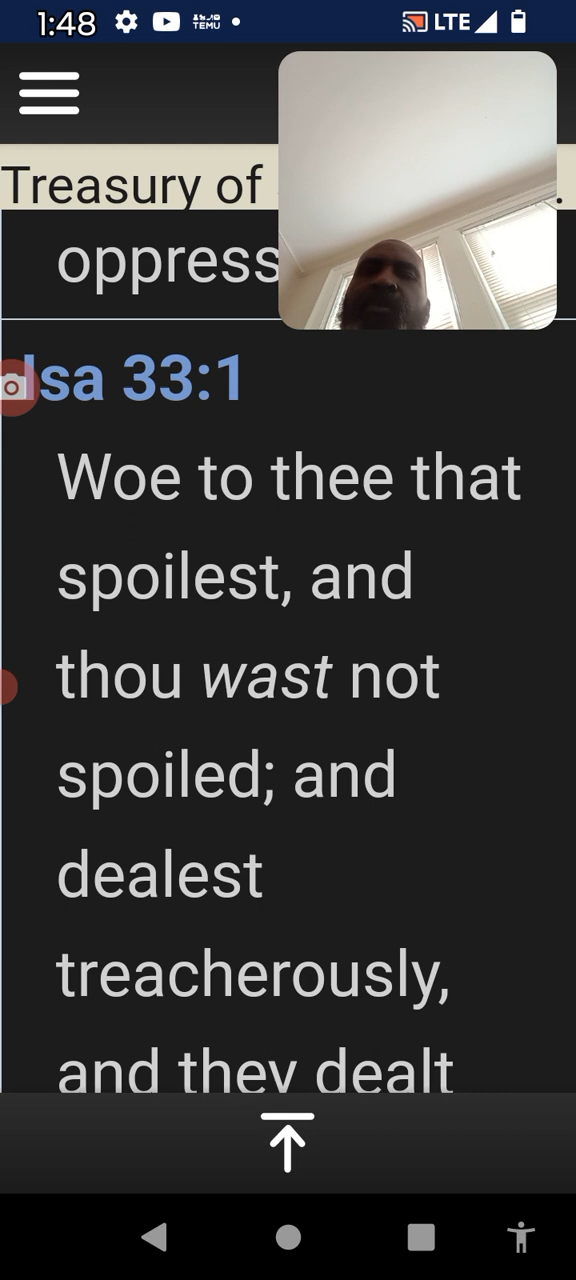 1:48 TEMU LTE
Treasury of .
oppress
Isa 33:1
Woe to thee that
spoilest, and
thou wast not
spoiled; and
dealest
treacherously,
and they dealt